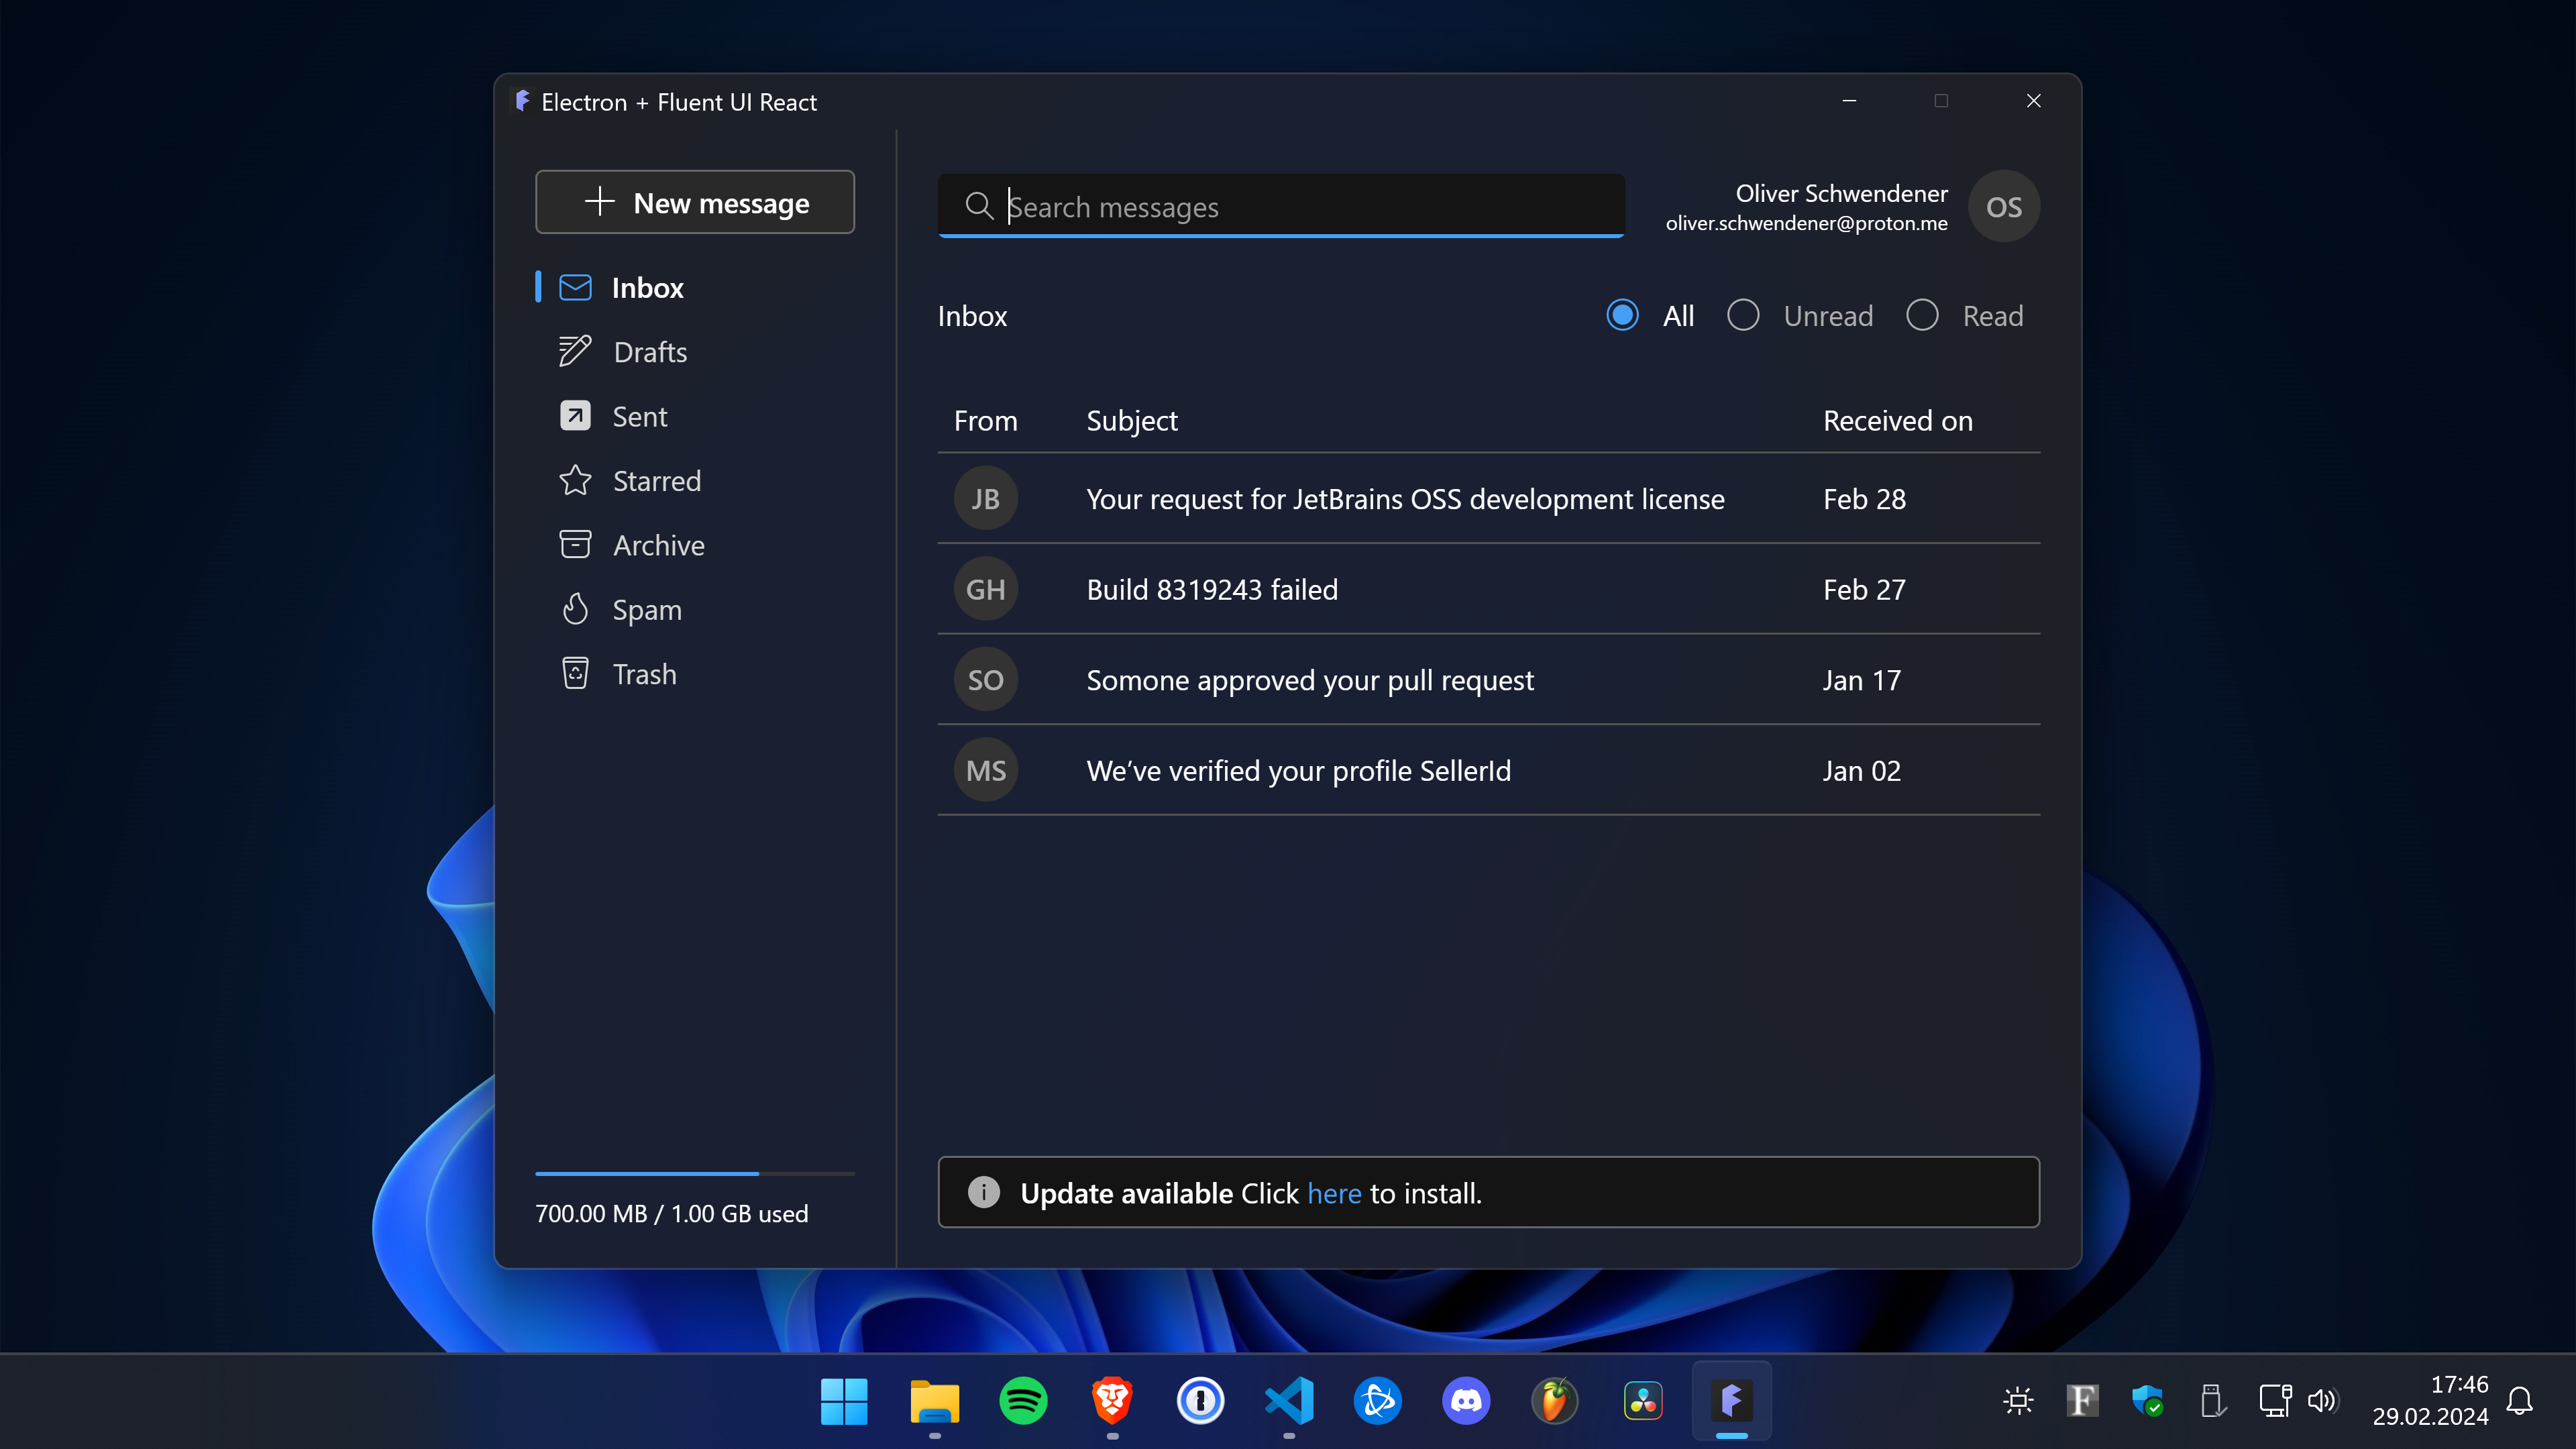 Electron + Fluent UI React
New message
Inbox
Drafts
Sent
Starred
Archive
Spam
Trash
700.00 MB / 1.00 GB used
Search messages
Oliver Schwendener
oliver.schwendener@proton.me
OS
Inbox
All Unread Read
From Subject Received on
JB Your request for JetBrains OSS development license Feb 28
GH Build 8319243 failed Feb 27
SO Somone approved your pull request Jan 17
MS We’ve verified your profile SellerId Jan 02
Update available Click here to install.
F
17:46
29.02.2024